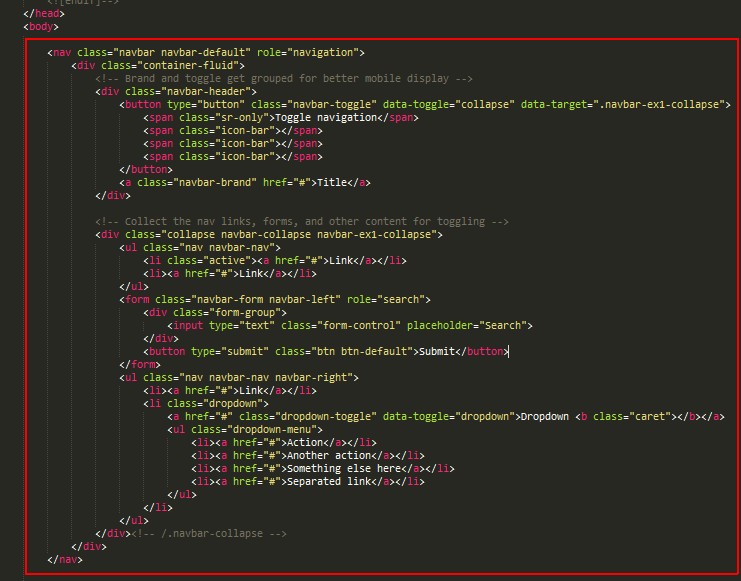 <![endif]-->
</head>
<body>
<nav class="navbar navbar-default" role="navigation">
<div class="container-fluid">
<!-- Brand and toggle get grouped for better mobile display -->
<div class="navbar-header">
<button type="button" class="navbar-toggle" data-toggle="collapse" data-target=".navbar-ex1-collapse">
<span class="sr-only">Toggle navigation</span>
<span class="icon-bar"></span>
<span class="icon-bar"></span>
<span class="icon-bar"></span>
</button>
<a class="navbar-brand" href="#">Title</a>
</div>
<!-- Collect the nav links, forms, and other content for toggling -->
<div class="collapse navbar-collapse navbar-ex1-collapse">
<ul class="nav navbar-nav">
<li class="active"><a href="#">Link</a></li>
<li><a href="#">Link</a></li>
</ul>
<form class="navbar-form navbar-left" role="search">
<div class="form-group">
<input type="text" class="form-control" placeholder="Search">
</div>
<button type="submit" class="btn btn-default">Submit</button>
</form>
<ul class="nav navbar-nav navbar-right">
<li><a href="#">Link</a></li>
<li class="dropdown">
<a href="#" class="dropdown-toggle" data-toggle="dropdown">Dropdown <b class="caret"></b></a>
<ul class="dropdown-menu">
<li><a href="#">Action</a></li>
<li><a href="#">Another action</a></li>
<li><a href="#">Something else here</a></li>
<li><a href="#">Separated link</a></li>
</ul>
</li>
</ul>
</div><!-- /.navbar-collapse -->
</div>
</nav>